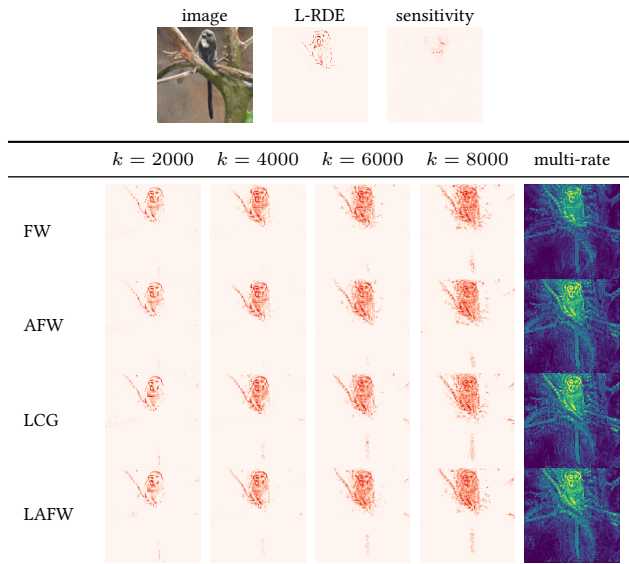 image L-RDE sensitivity
k = 2000 k = 4000 k = 6000 k = 8000 multi-rate
FW
AFW
LCG
LAFW